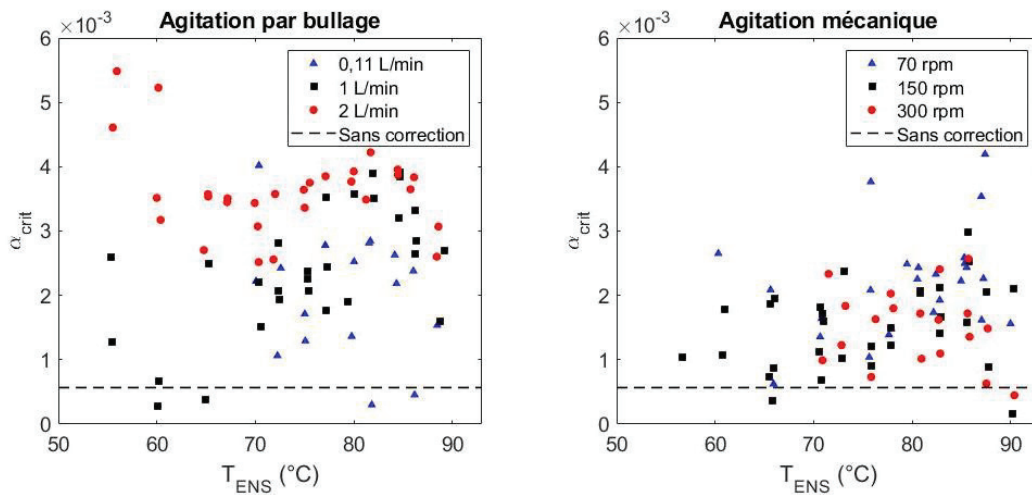 Agitation par bullage
×10⁻³
6
5
4
3
2
1
0
α_crit
50 60 70 80 90
T_ENS (°C)
0,11 L/min
1 L/min
2 L/min
Sans correction
Agitation mécanique
×10⁻³
6
5
4
3
2
1
0
α_crit
50 60 70 80 90
T_ENS (°C)
70 rpm
150 rpm
300 rpm
Sans correction